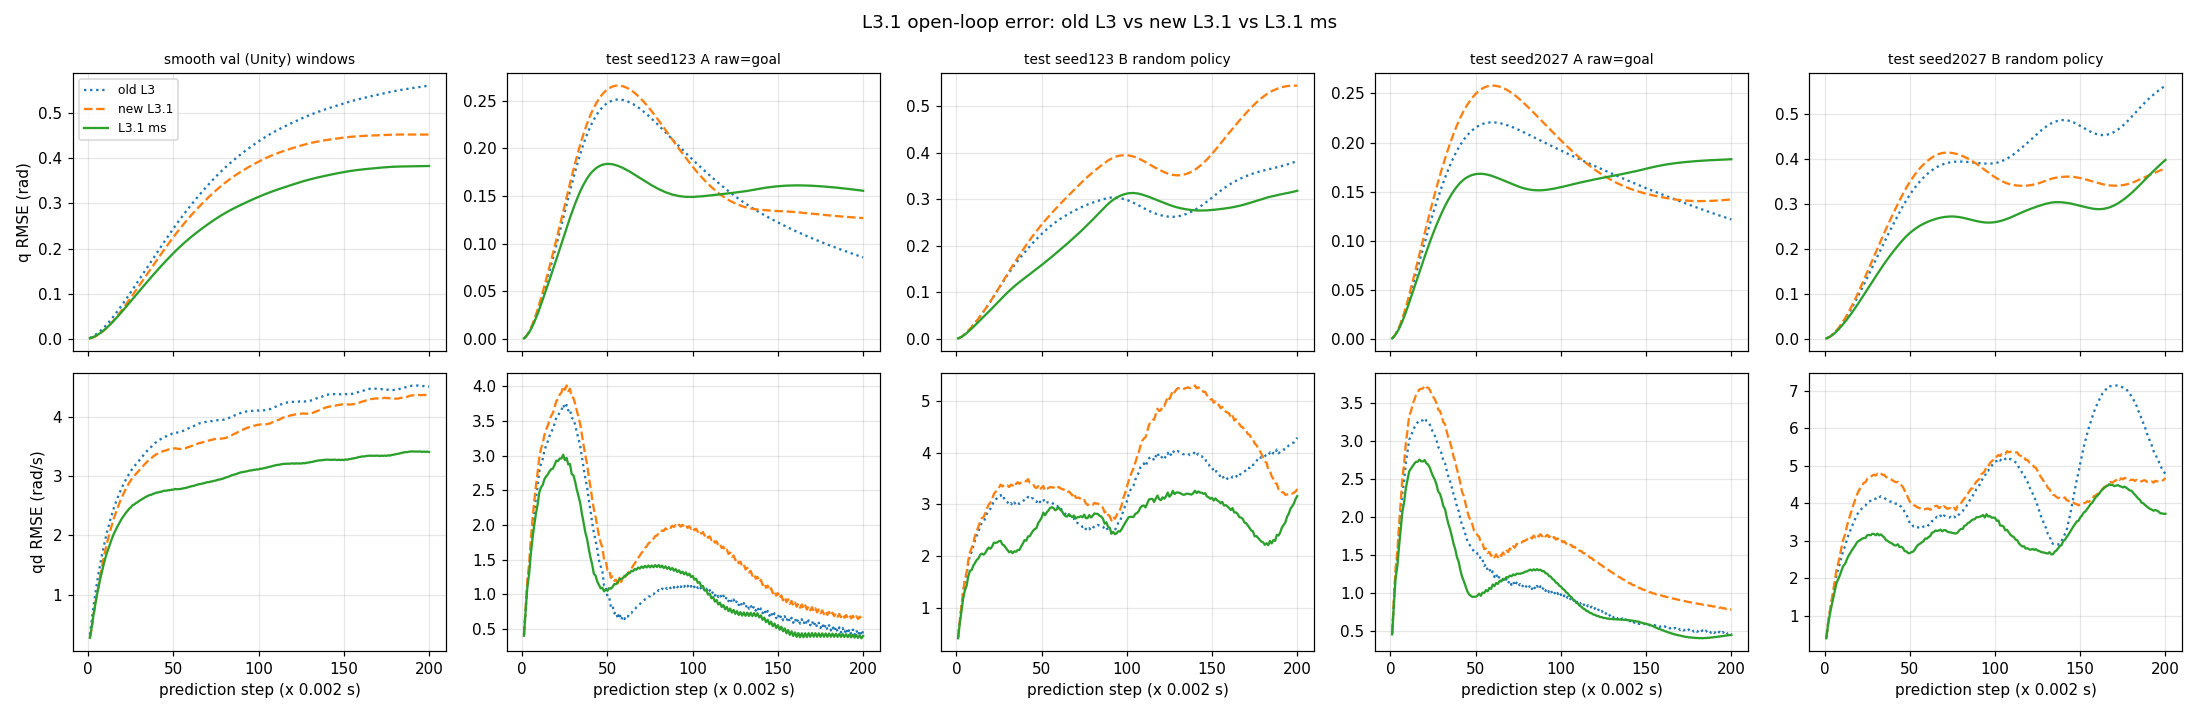 L3.1 open-loop error: old L3 vs new L3.1 vs L3.1 ms
smooth val (Unity) windows
test seed123 A raw=goal
test seed123 B random policy
test seed2027 A raw=goal
test seed2027 B random policy
old L3
new L3.1
L3.1 ms
q RMSE (rad)
0.5
0.4
0.3
0.2
0.1
0.0
0.25
0.20
0.15
0.10
0.05
0.00
0.5
0.4
0.3
0.2
0.1
0.0
0.25
0.20
0.15
0.10
0.05
0.00
0.5
0.4
0.3
0.2
0.1
0.0
qd RMSE (rad/s)
4
3
2
1
4.0
3.5
3.0
2.5
2.0
1.5
1.0
0.5
5
4
3
2
1
3.5
3.0
2.5
2.0
1.5
1.0
0.5
7
6
5
4
3
2
1
0 50 100 150 200
0 50 100 150 200
0 50 100 150 200
0 50 100 150 200
0 50 100 150 200
prediction step (x 0.002 s)
prediction step (x 0.002 s)
prediction step (x 0.002 s)
prediction step (x 0.002 s)
prediction step (x 0.002 s)